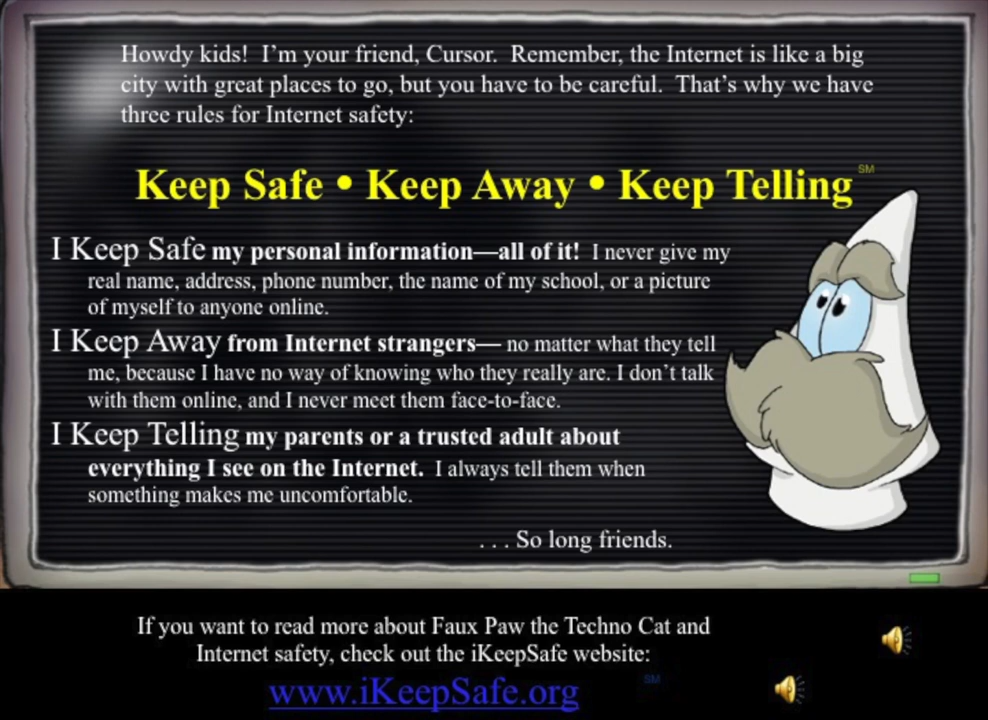 Howdy kids!  I'm your friend, Cursor.  Remember, the Internet is like a big
city with great places to go, but you have to be careful.  That's why we have
three rules for Internet safety:
Keep Safe • Keep Away • Keep Telling SM
I Keep Safe my personal information—all of it!  I never give my
real name, address, phone number, the name of my school, or a picture
of myself to anyone online.
I Keep Away from Internet strangers— no matter what they tell
me, because I have no way of knowing who they really are. I don't talk
with them online, and I never meet them face-to-face.
I Keep Telling my parents or a trusted adult about
everything I see on the Internet.  I always tell them when
something makes me uncomfortable.
. . . So long friends.
If you want to read more about Faux Paw the Techno Cat and
Internet safety, check out the iKeepSafe website:
www.iKeepSafe.org SM